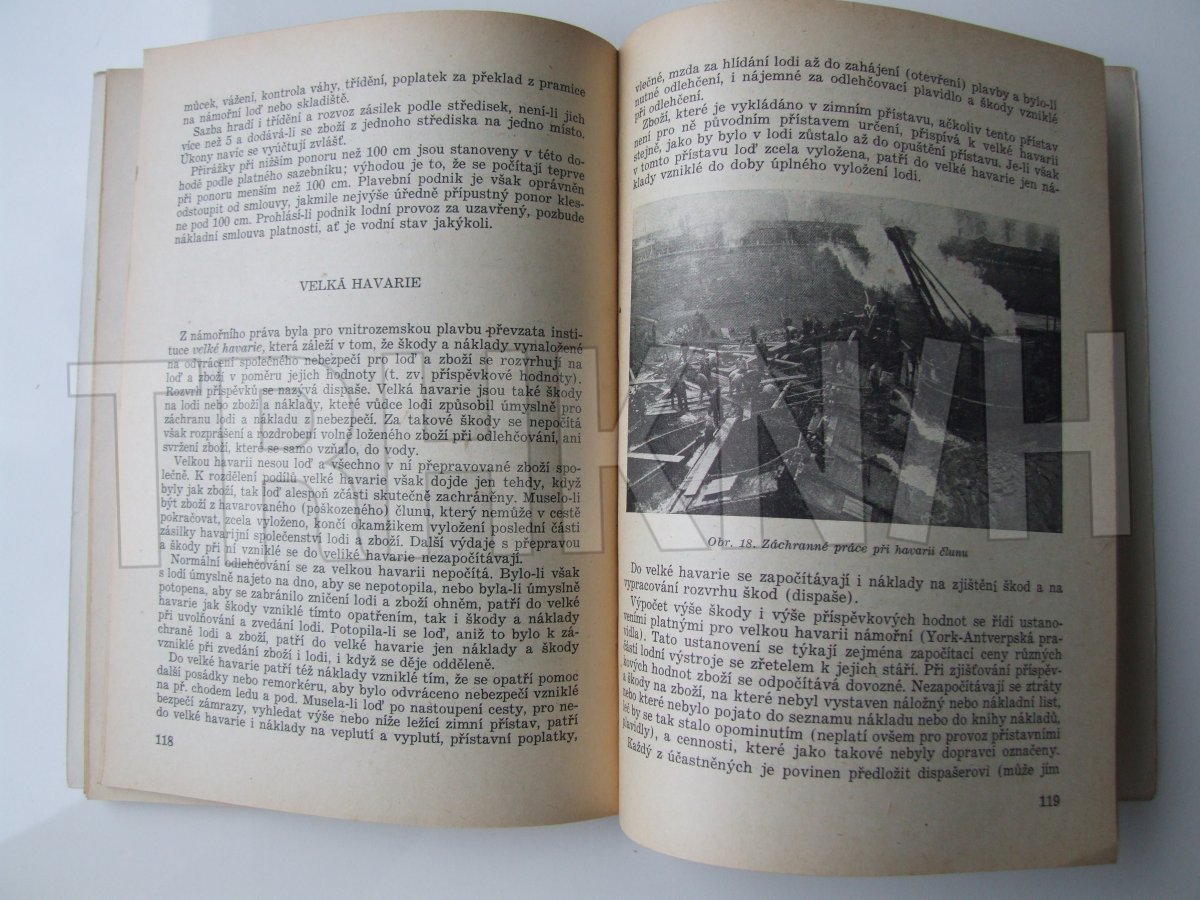 můcek, vážení, kontrola váhy, třídění, poplatek za překlad z pramice
na námořní loď nebo skladiště.
Sazba hradí i třídění a rozvoz zásilek podle středisek, není-li jich
více než 5 a dodává-li se zboží z jednoho střediska na jedno místo.
Úkony navíc se vyúčtují zvlášť.
Přirážky při nižším ponoru než 100 cm jsou stanoveny v této do-
hodě podle platného sazebníku; výhodou je to, že se počítají teprve
při ponoru menším než 100 cm. Plavební podnik je však oprávněn
odstoupit od smlouvy, jakmile nejvýše úředně přípustný ponor kles-
ne pod 100 cm. Prohlásí-li podnik lodní provoz za uzavřený, pozbude
nákladní smlouva platnosti, ať je vodní stav jakýkoli.
VELKÁ HAVARIE
Z námořního práva byla pro vnitrozemskou plavbu převzata insti-
tuce velké havarie, která záleží v tom, že škody a náklady vynaložené
na odvrácení společného nebezpečí pro loď a zboží se rozvrhují na
loď a zboží v poměru jejich hodnoty (t. zv. příspěvkové hodnoty).
Rozvrh příspěvků se nazývá dispaše. Velká havarie jsou také škody
na lodi nebo zboží a náklady, které vůdce lodi způsobil úmyslně pro
záchranu lodi a nákladu z nebezpečí. Za takové škody se nepočítá
však rozprášení a rozdrobení volně loženého zboží při odlehčování, ani
svržení zboží, které se samo vzňalo, do vody.
Velkou havarii nesou loď a všechno v ní přepravované zboží spo-
lečně. K rozdělení podílů velké havarie však dojde jen tehdy, když
byly jak zboží, tak loď alespoň zčásti skutečně zachráněny. Muselo-li
být zboží z havarovaného (poškozeného) člunu, který nemůže v cestě
pokračovat, zcela vyloženo, končí okamžikem vyložení poslední části
zásilky havarijní společenství lodi a zboží. Další výdaje s přepravou
a škody při ní vzniklé se do velké havarie nezapočítávají.
Normální odlehčování se za velkou havarii nepočítá. Bylo-li však
s lodí úmyslně najeto na dno, aby se nepotopila, nebo byla-li úmyslně
potopena, aby se zabránilo zničení lodi a zboží ohněm, patří do velké
havarie jak škody vzniklé tímto opatřením, tak i škody a náklady
při uvolňování a zvedání lodi. Potopila-li se loď, aniž to bylo k zá-
chraně lodi a zboží, patří do velké havarie jen náklady a škody
vzniklé při zvedání zboží i lodi, i když se děje odděleně.
Do velké havarie patří též náklady vzniklé tím, že se opatří pomoc
další posádky nebo remorkéru, aby bylo odvráceno nebezpečí vzniklé
na př. chodem ledu a pod. Musela-li loď po nastoupení cesty, pro ne-
bezpečí zámrazy, vyhledat výše nebo níže ležící zimní přístav, patří
do velké havarie i náklady na veplutí a vyplutí, přístavní poplatky,
118
vlečné, mzda za hlídání lodi až do zahájení (otevření) plavby a bylo-li
nutné odlehčení, i nájemné za odlehčovací plavidlo a škody vzniklé
při odlehčení.
Zboží, které je vykládáno v zimním přístavu, ačkoliv tento přístav
není pro ně původním přístavem určení, přispívá k velké havarii
stejně, jako by bylo v lodi zůstalo až do opuštění přístavu. Je-li však
v tomto přístavu loď zcela vyložena, patří do velké havarie jen ná-
klady vzniklé do doby úplného vyložení lodi.
Obr. 18. Záchranné práce při havarii člunu
Do velké havarie se započítávají i náklady na zjištění škod a na
vypracování rozvrhu škod (dispaše).
Výpočet výše škody i výše příspěvkových hodnot se řídí ustano-
veními platnými pro velkou havarii námořní (York-Antverpská pra-
vidla). Tato ustanovení se týkají zejména započítací ceny různých
částí lodní výstroje se zřetelem k jejich stáří. Při zjišťování příspěv-
kových hodnot zboží se odpočítává dovozné. Nezapočítávají se ztráty
a škody na zboží, na které nebyl vystaven náložný nebo nákladní list,
nebo které nebylo pojato do seznamu nákladu nebo do knihy nákladů,
leč by se tak stalo opominutím (neplatí ovšem pro provoz přístavními
plavidly), a cennosti, které jako takové nebyly dopravci označeny.
Každý z účastněných je povinen předložit dispašerovi (může jím
119
TRHKNIH